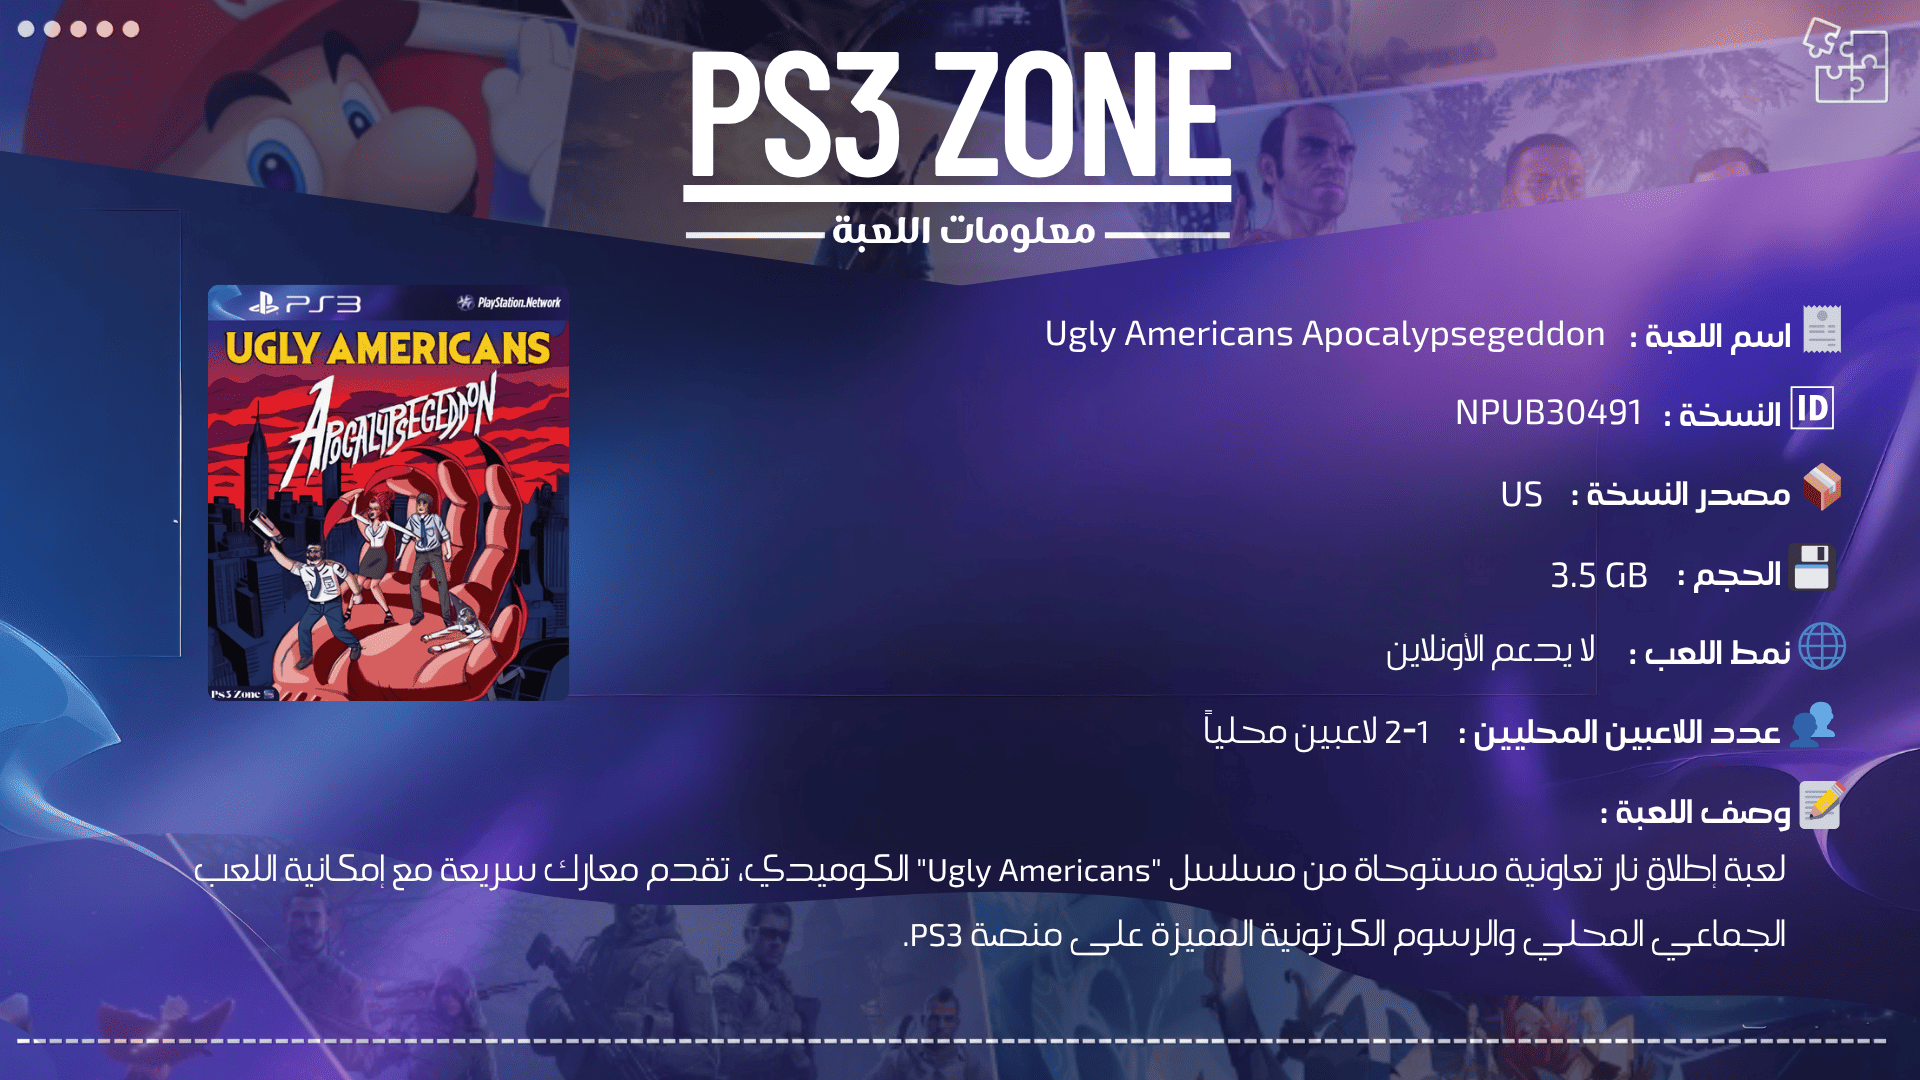 PS3 ZONE
معلومات اللعبة
PS3 PlayStation.Network
UGLY AMERICANS
APOCALYPSEGEDDON
Ps3 Zone
اسم اللعبة : Ugly Americans Apocalypsegeddon
ID النسخة : NPUB30491
مصدر النسخة : US
الحجم : 3.5 GB
نمط اللعب : لا يدعم الأونلاين
عدد اللاعبين المحليين : 1-2 لاعبين محلياً
وصف اللعبة :
لعبة إطلاق نار تعاونية مستوحاة من مسلسل "Ugly Americans" الكوميدي، تقدم معارك سريعة مع إمكانية اللعب
الجماعي المحلي والرسوم الكرتونية المميزة على منصة PS3.